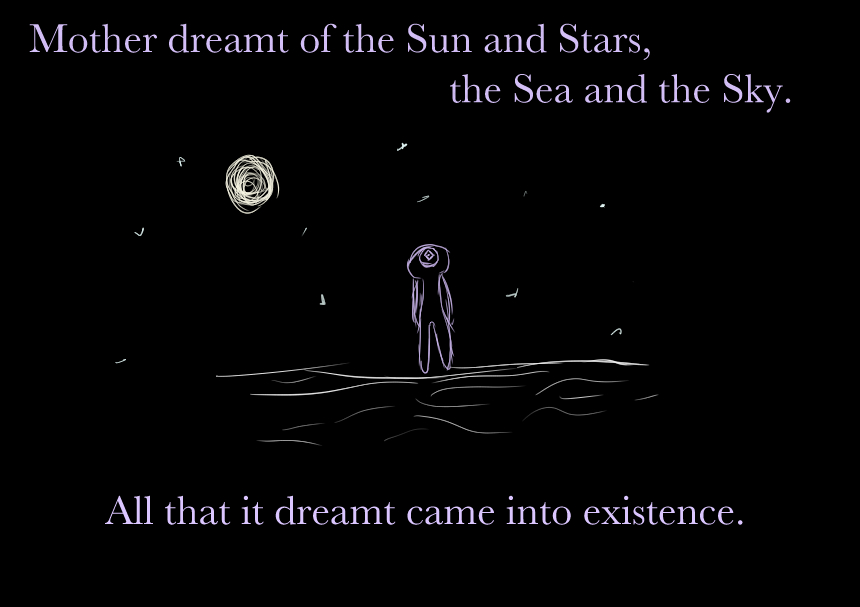 Mother dreamt of the Sun and Stars,
the Sea and the Sky.
All that it dreamt came into existence.